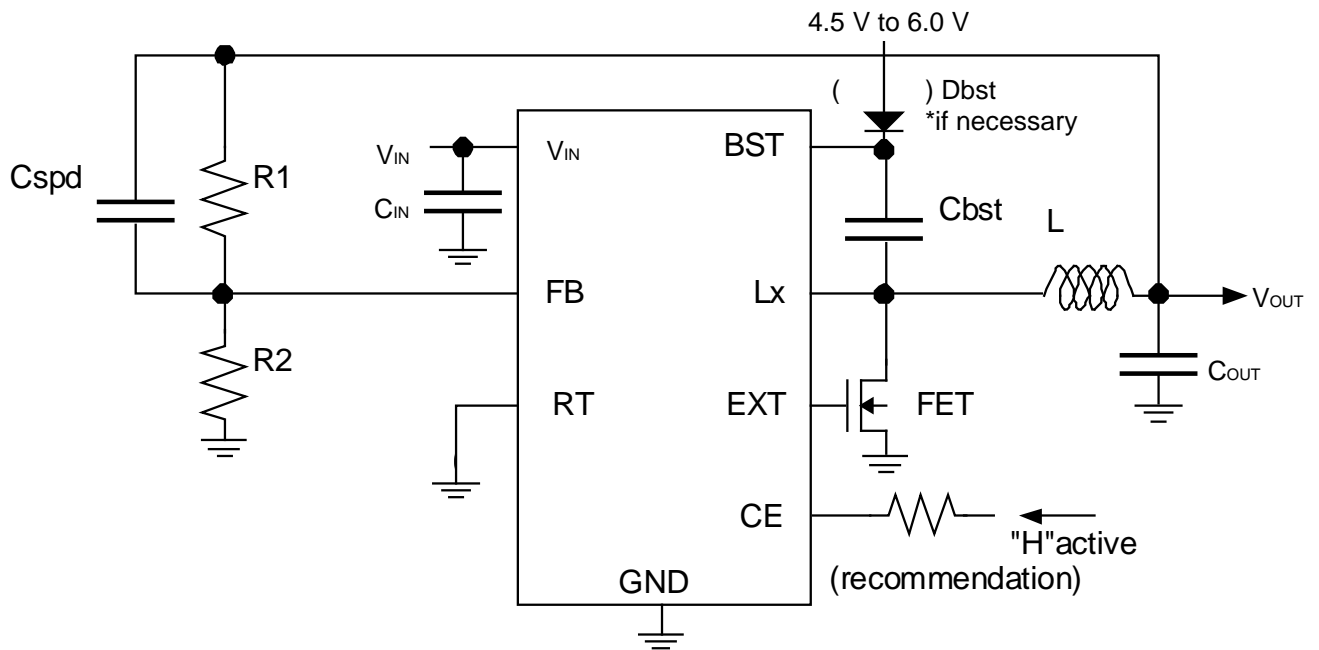 4.5 V to 6.0 V
( ) Dbst
*if necessary
VIN
VIN
BST
Cspd
R1
CIN
Cbst
L
FB
Lx
VOUT
R2
COUT
RT
EXT
FET
CE
"H"active
(recommendation)
GND